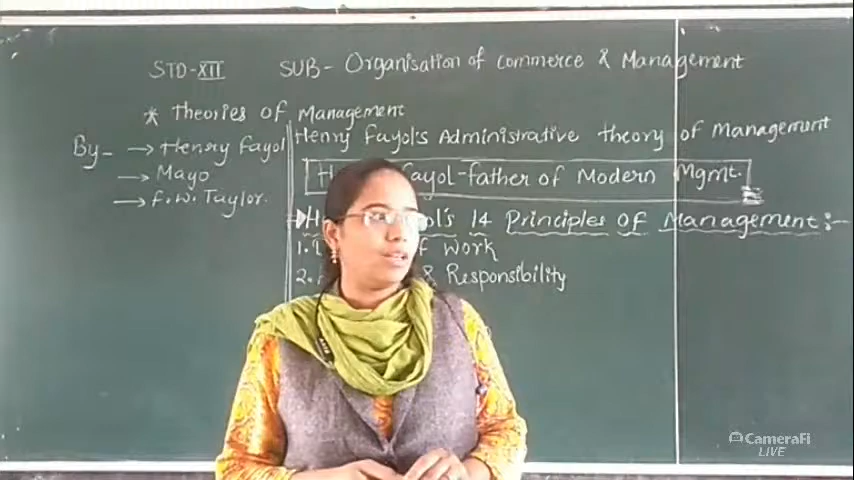 STD-XII SUB- Organisation of commerce & Management
* Theories of Management
By- → Henry Fayol
→ Mayo
→ F.W. Taylor.
Henry Fayol's Administrative theory of Management
H Fayol-father of Modern Mgmt.
H ol's 14 Principles of Management:-
1. of work
2. & Responsibility
CameraFi
LIVE